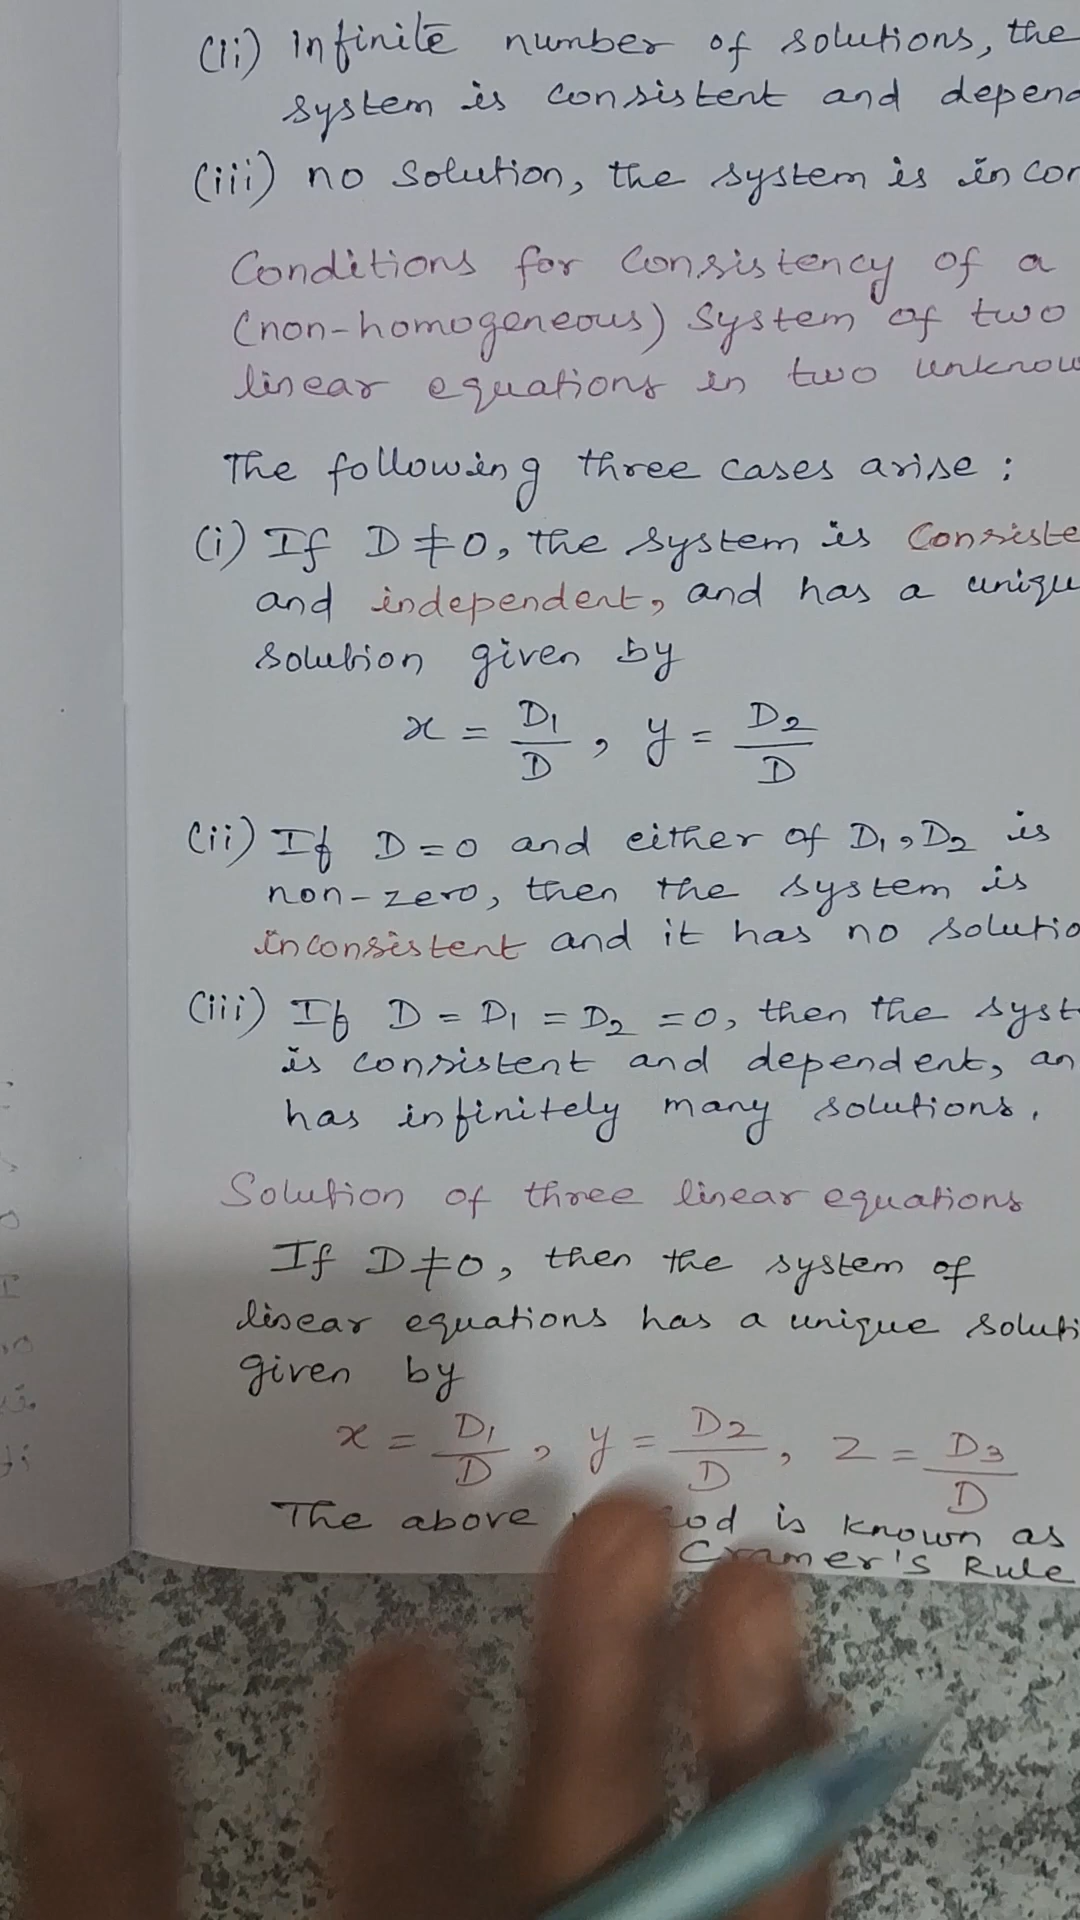 (ii) Infinite number of solutions, the
system is consistent and depend
(iii) no solution, the system is incon
Conditions for Consistency of a
(non-homogeneous) System of two
linear equations in two unknow
The following three cases arise :
(i) If D ≠ 0, the system is Consiste
and independent, and has a uniqu
solution given by
x = D1/D , y = D2/D
(ii) If D = 0 and either of D1, D2 is
non-zero, then the system is
inconsistent and it has no solutio
(iii) If D = D1 = D2 = 0, then the syst
is consistent and dependent, an
has infinitely many solutions.
Solution of three linear equations
If D ≠ 0, then the system of
linear equations has a unique soluti
given by
x = D1/D , y = D2/D , z = D3/D
The above is known as
Cramer's Rule